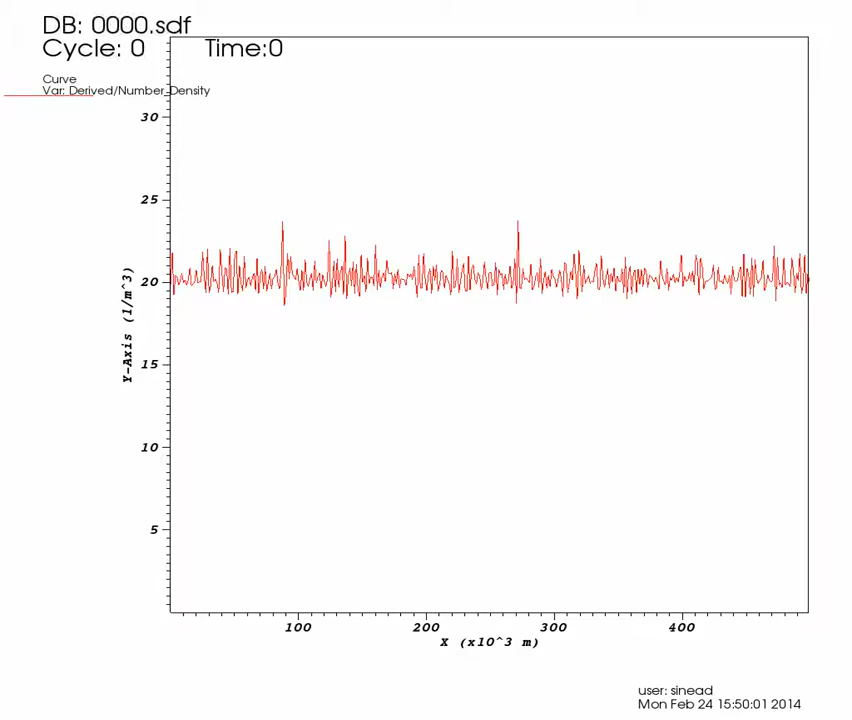 DB: 0000.sdf
Cycle: 0 Time:0
Curve
Var: Derived/Number_Density
30
25
20
15
10
5
Y-Axis (1/m^3)
100 200 300 400
X (x10^3 m)
user: sinead
Mon Feb 24 15:50:01 2014